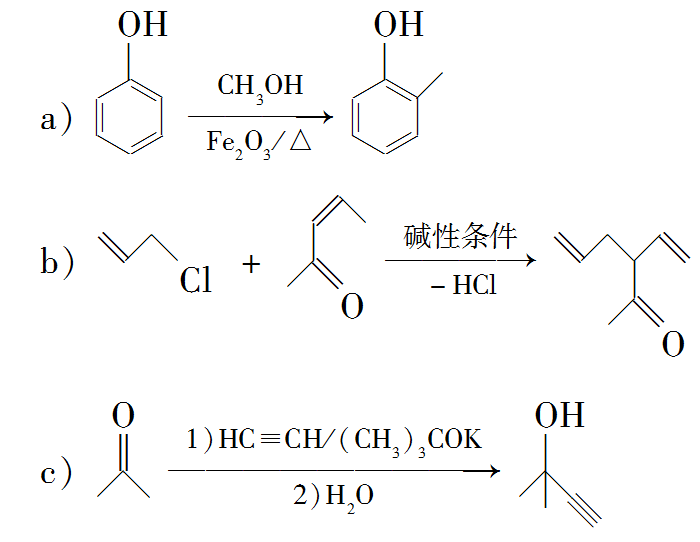 OH
OH
a) CH₃OH
Fe₂O₃/△
b) Cl + O 碱性条件
－HCl
O
c) O 1)HC≡CH/(CH₃)₃COK
2)H₂O
OH